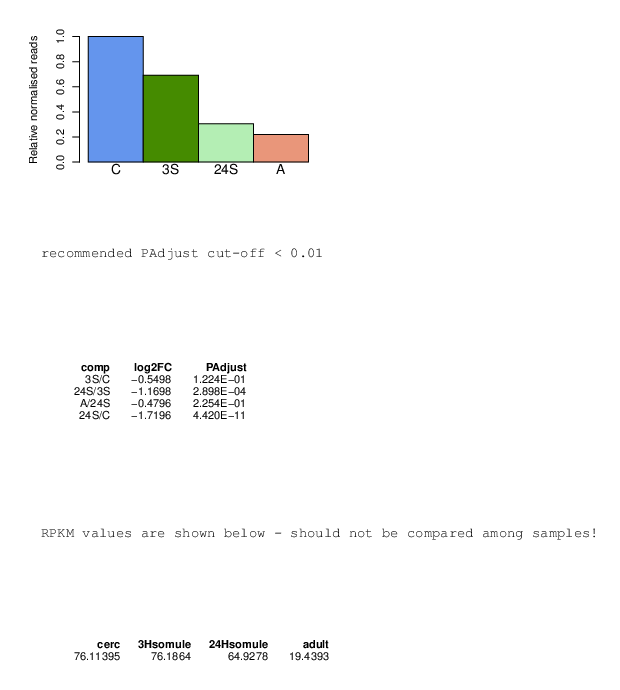 Relative normalised reads
1.0
0.8
0.6
0.4
0.2
0.0
C 3S 24S A
recommended PAdjust cut-off < 0.01
comp log2FC PAdjust
3S/C −0.5498 1.224E−01
24S/3S −1.1698 2.898E−04
A/24S −0.4796 2.254E−01
24S/C −1.7196 4.420E−11
RPKM values are shown below - should not be compared among samples!
cerc 3Hsomule 24Hsomule adult
76.11395 76.1864 64.9278 19.4393